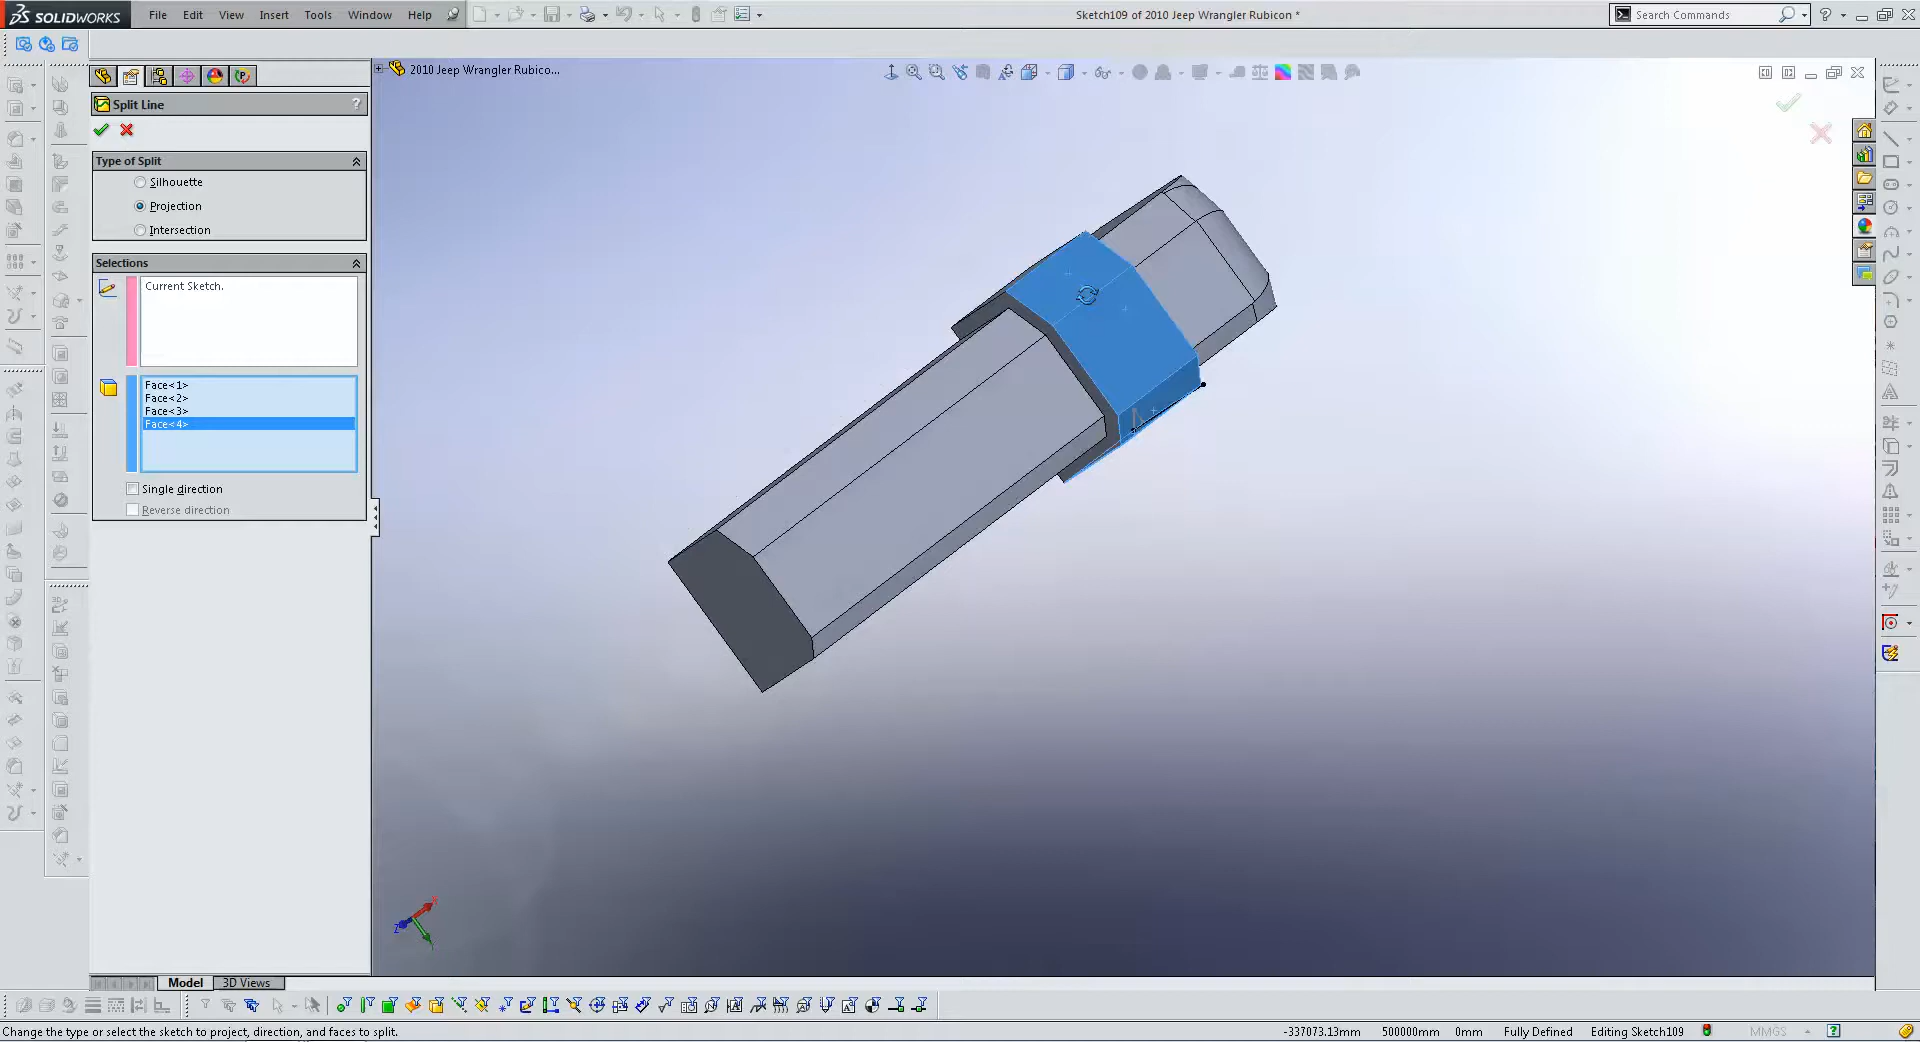 SOLIDWORKS
File Edit View Insert Tools Window Help
Sketch109 of 2010 Jeep Wrangler Rubicon *
Search Commands
2010 Jeep Wrangler Rubico...
Split Line
?
Type of Split
Silhouette
Projection
Intersection
Selections
Current Sketch.
Face<1>
Face<2>
Face<3>
Face<4>
Single direction
Reverse direction
X
Z
Model
3D Views
Change the type or select the sketch to project, direction, and faces to split.
-337073.13mm 500000mm 0mm Fully Defined Editing Sketch109 MMGS